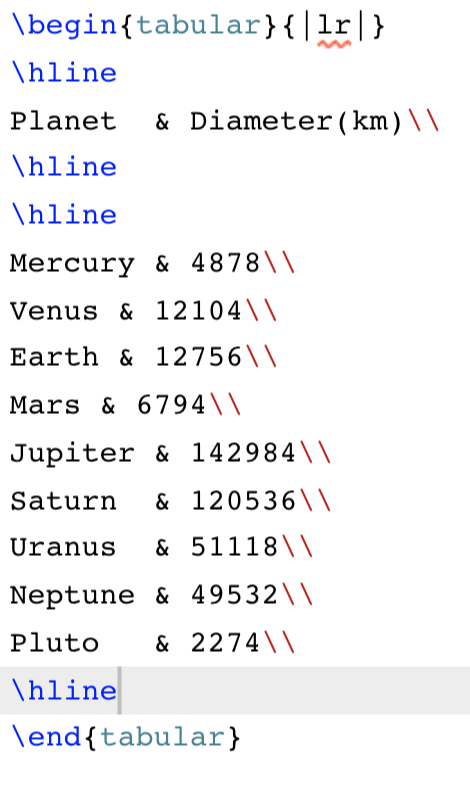 \begin{tabular}{|lr|}
\hline
Planet  & Diameter(km)\\
\hline
\hline
Mercury & 4878\\
Venus & 12104\\
Earth & 12756\\
Mars & 6794\\
Jupiter & 142984\\
Saturn  & 120536\\
Uranus  & 51118\\
Neptune & 49532\\
Pluto   & 2274\\
\hline
\end{tabular}